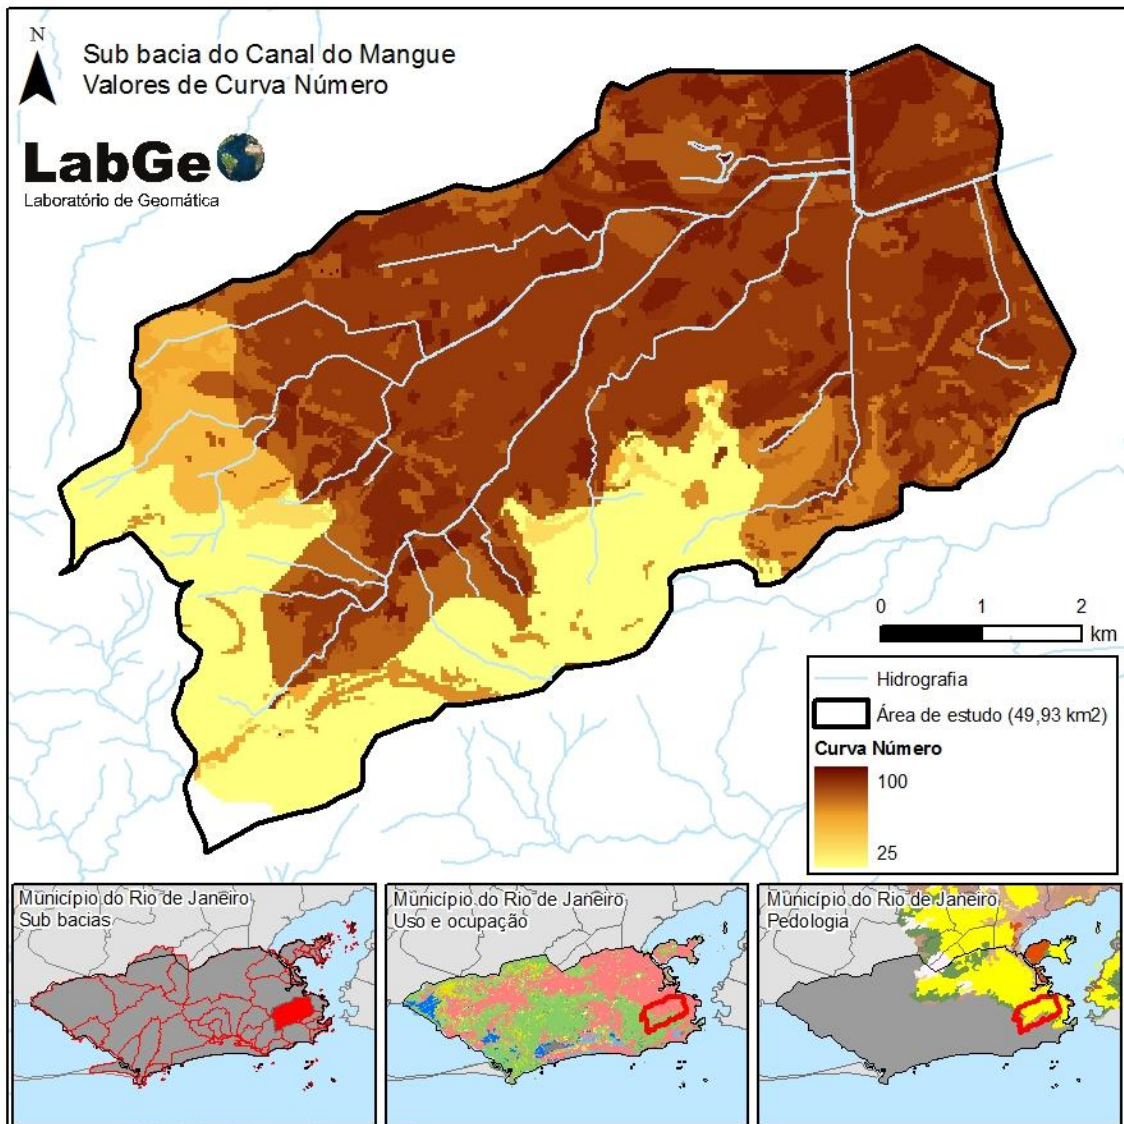 N
Sub bacia do Canal do Mangue
Valores de Curva Número
LabGe
Laboratório de Geomática
0 1 2
km
Hidrografia
Área de estudo (49,93 km2)
Curva Número
100
25
Município do Rio de Janeiro
Sub bacias
Município do Rio de Janeiro
Uso e ocupação
Município do Rio de Janeiro
Pedologia